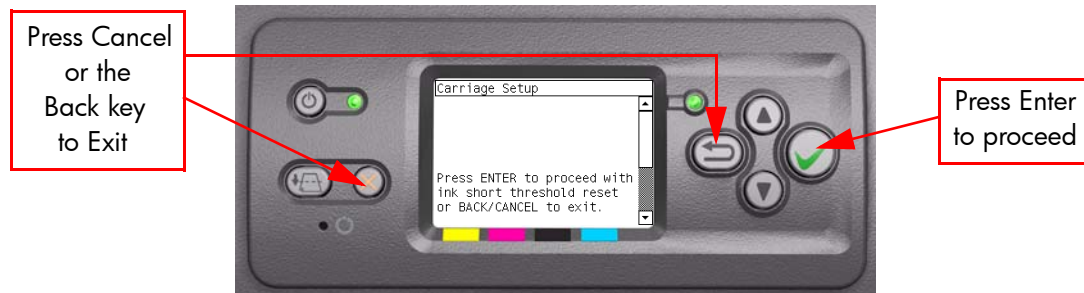 Press Cancel
or the
Back key
to Exit
Carriage Setup
Press ENTER to proceed with
ink short threshold reset
or BACK/CANCEL to exit.
Press Enter
to proceed